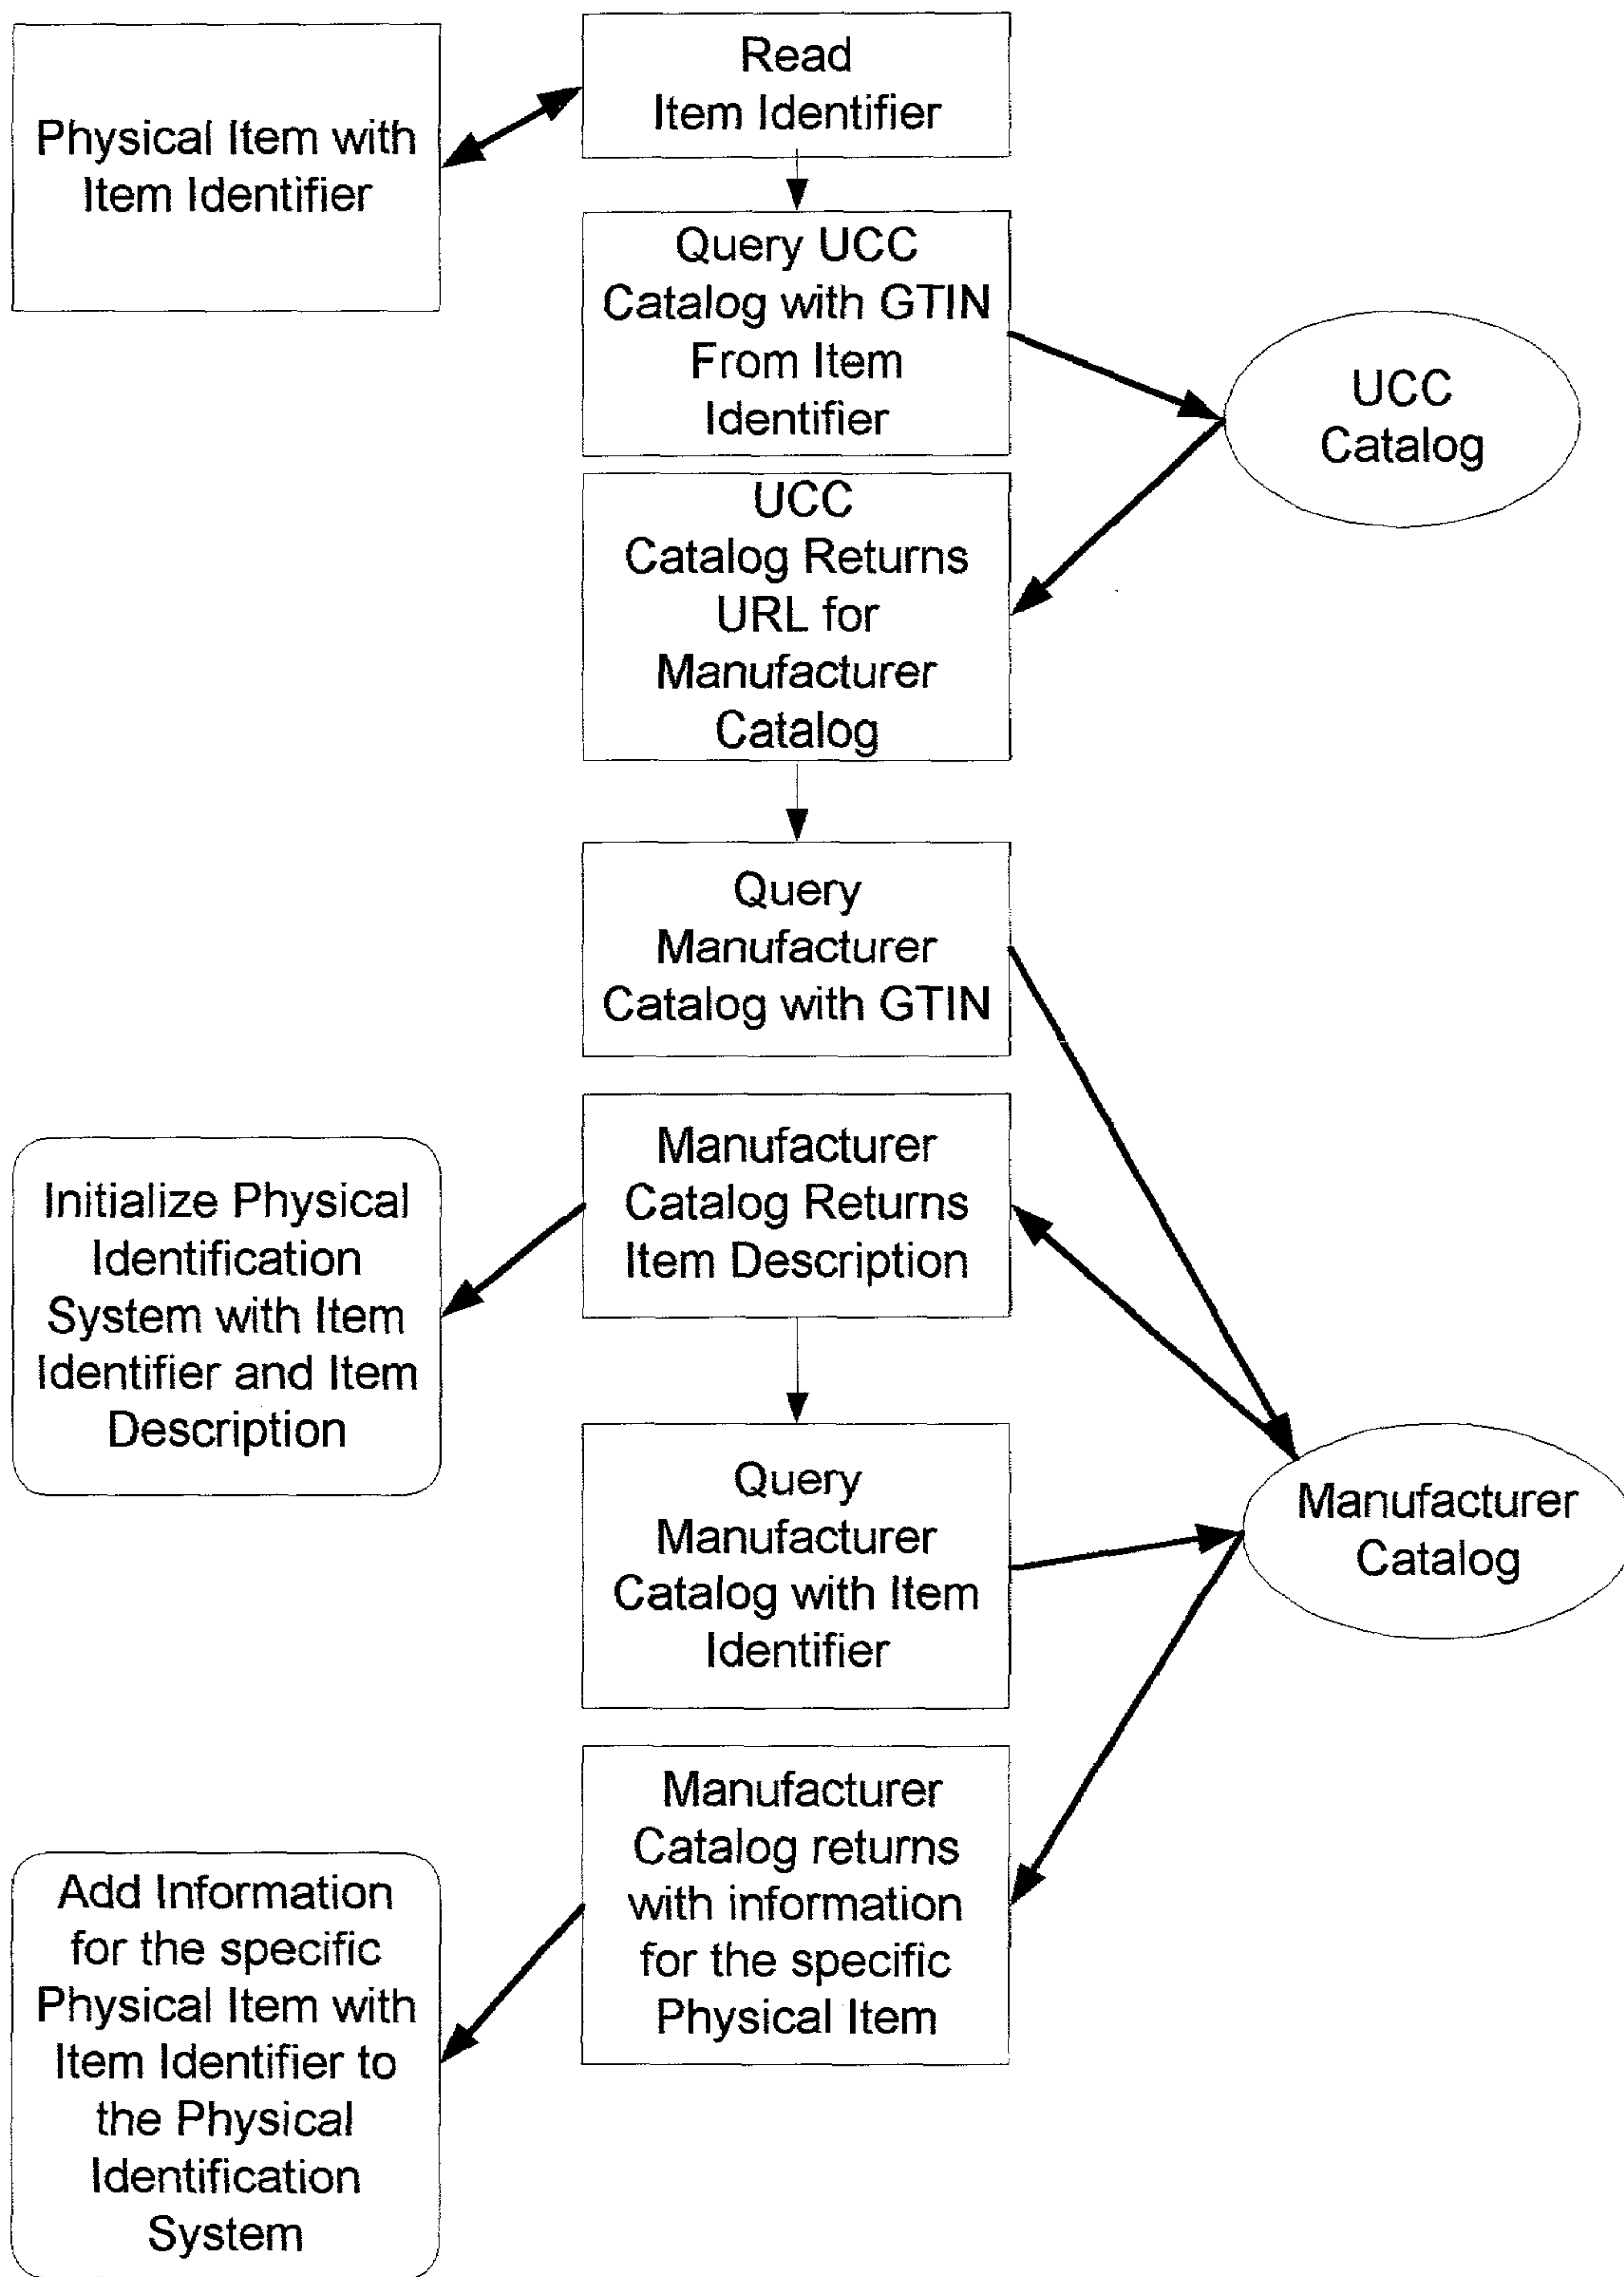 Physical Item with
Item Identifier
Read
Item Identifier
Query UCC
Catalog with GTIN
From Item
Identifier
UCC
Catalog
UCC
Catalog Returns
URL for
Manufacturer
Catalog
Query
Manufacturer
Catalog with GTIN
Manufacturer
Catalog Returns
Item Description
Initialize Physical
Identification
System with Item
Identifier and Item
Description
Query
Manufacturer
Catalog with Item
Identifier
Manufacturer
Catalog
Manufacturer
Catalog returns
with information
for the specific
Physical Item
Add Information
for the specific
Physical Item with
Item Identifier to
the Physical
Identification
System